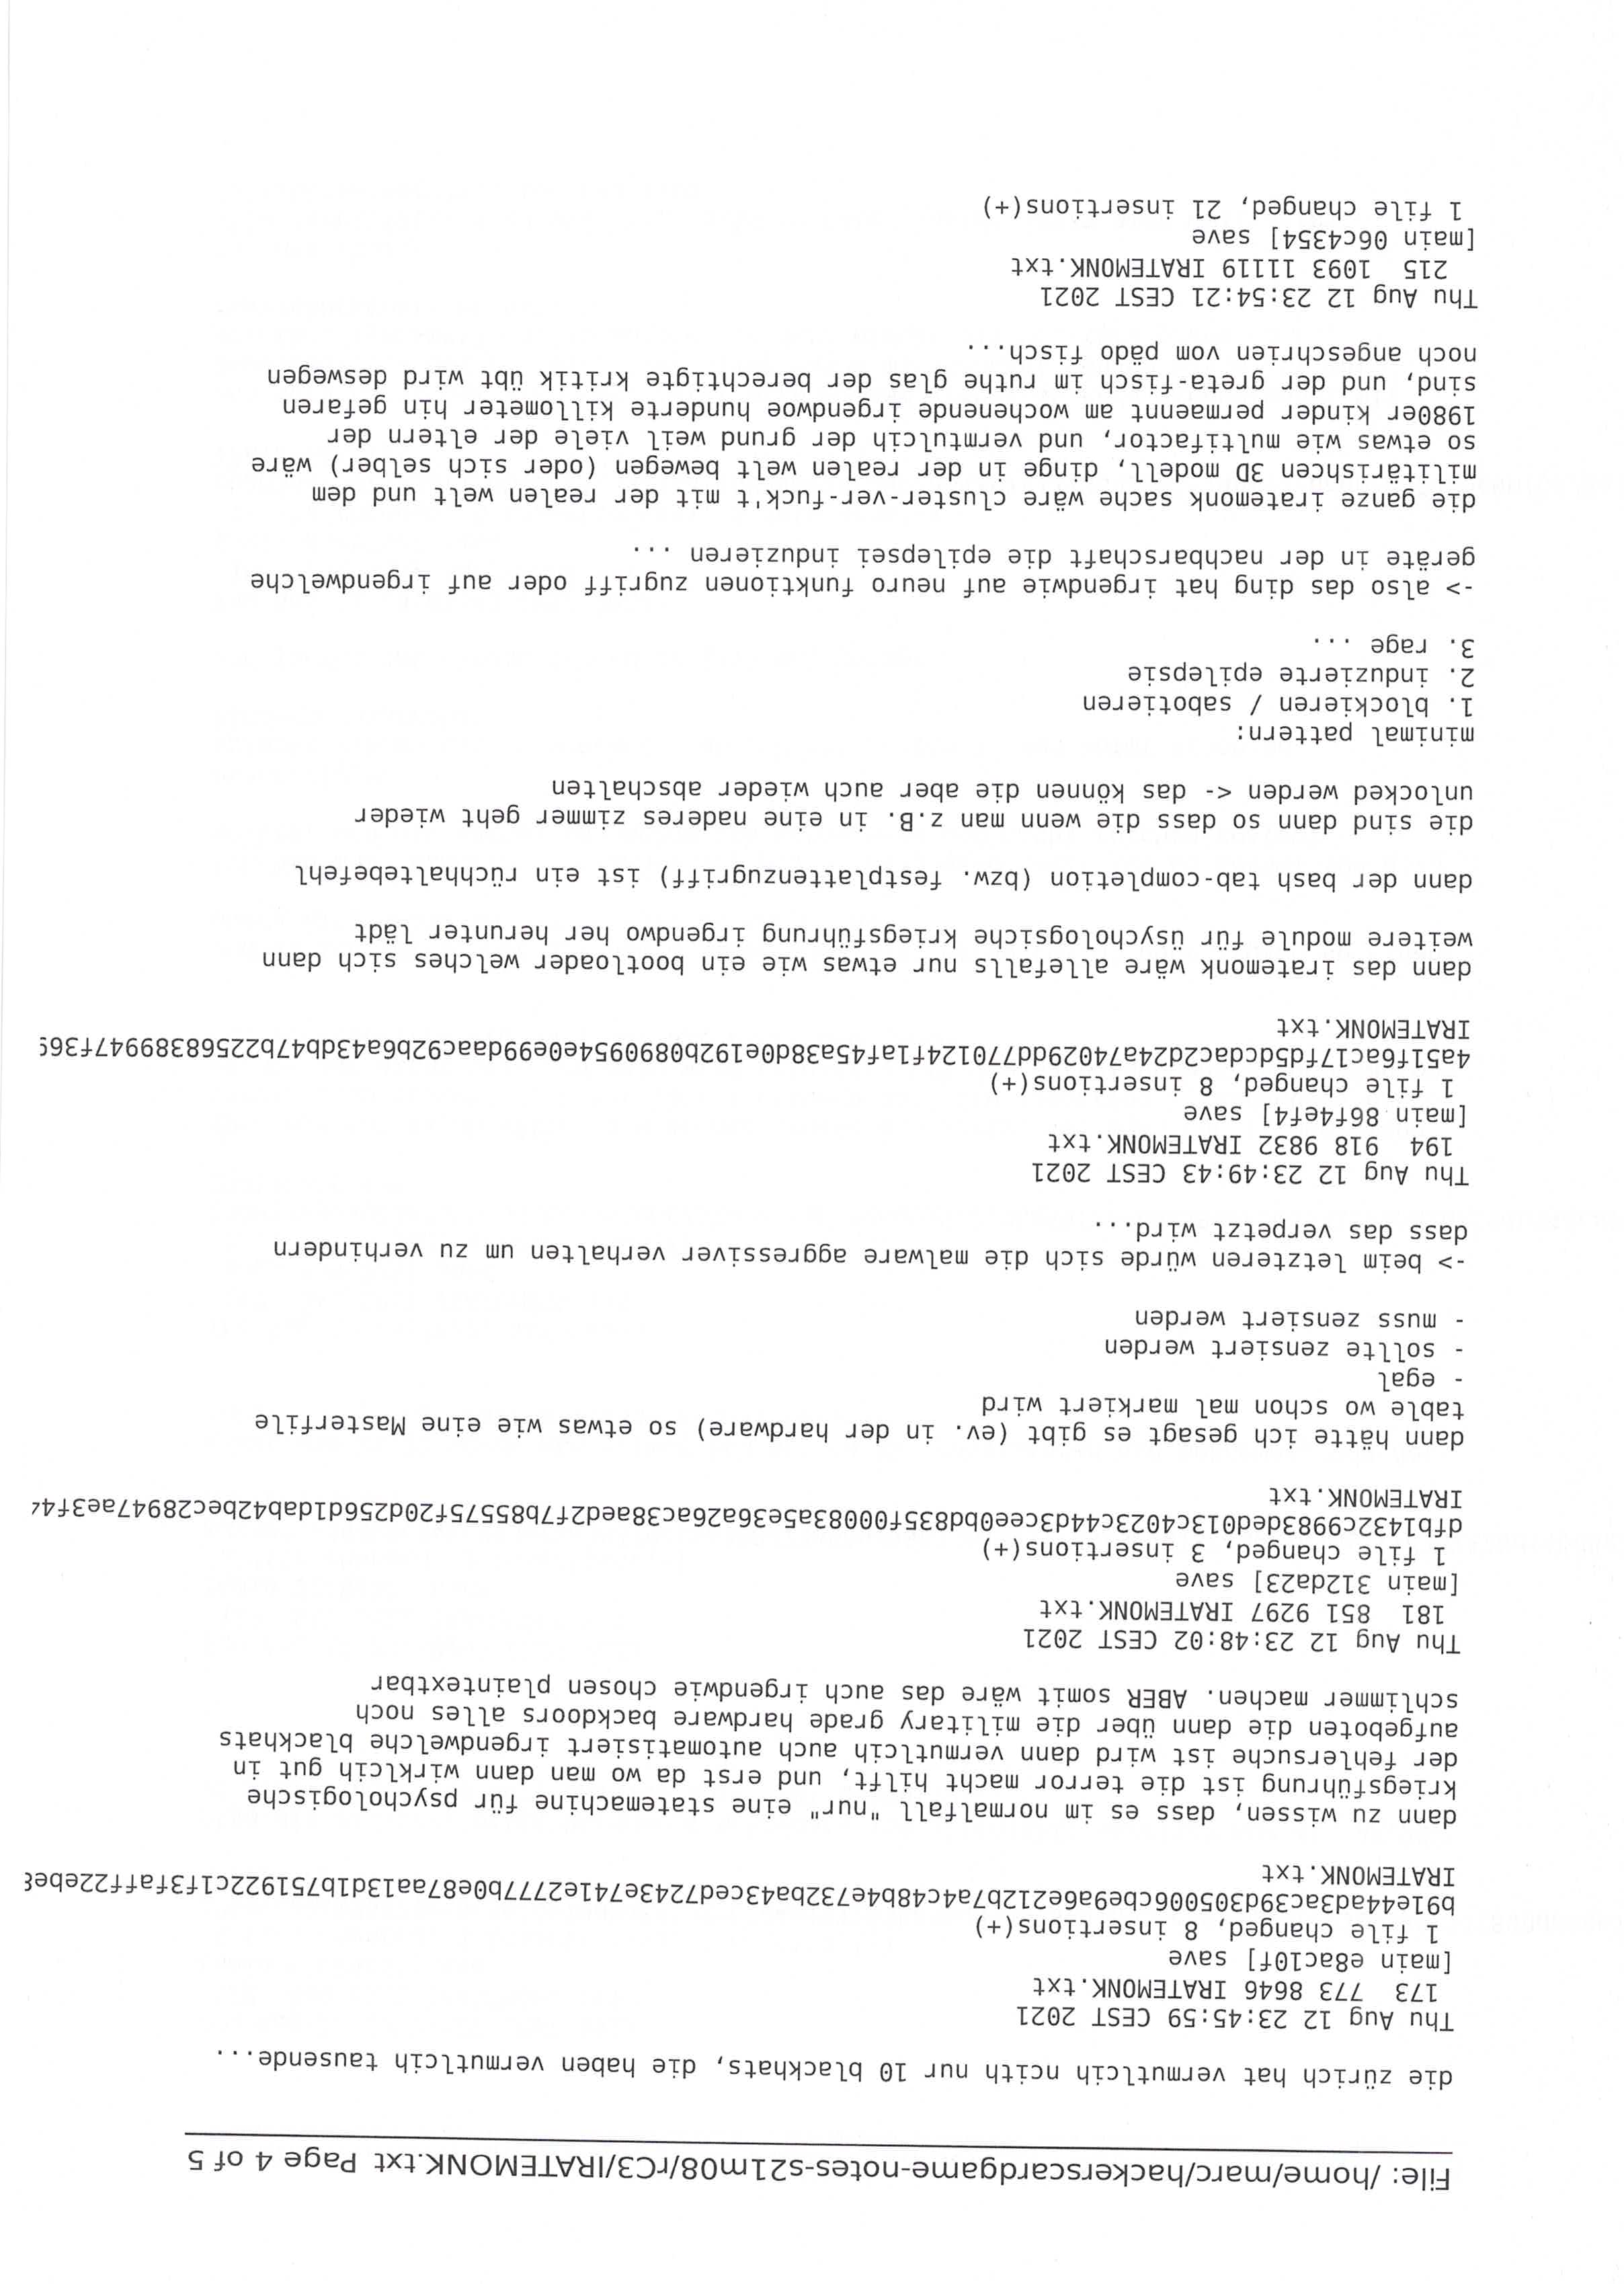 File: /home/marc/hackerscardgame-notes-s21m08/rC3/IRATEMONK.txt Page 4 of 5
die zürich hat vermutlcih ncith nur 10 blackhats, die haben vermutlcih tausende...
Thu Aug 12 23:45:59 CEST 2021
173 773 8646 IRATEMONK.txt
[main e8ac10f] save
1 file changed, 8 insertions(+)
b91e44ad3ac39d305006cbe9a6e212b7a4c48b4e732ba43ced7243e741e2777b0e87aa13d1b751922c1f3faff22ebe8
IRATEMONK.txt
dann zu wissen, dass es im normalfall "nur" eine statemachine für psychologische
kriegsführung ist die terror macht hilft, und erst da wo man dann wirklcih gut in
der fehlersuche ist wird dann vermutlcih auch automatisiert irgendwelche blackhats
aufgeboten die dann über die military grade hardware backdoors alles noch
schlimmer machen. ABER somit wäre das auch irgendwie chosen plaintextbar
Thu Aug 12 23:48:02 CEST 2021
181 851 9297 IRATEMONK.txt
[main 312da23] save
1 file changed, 3 insertions(+)
dfb1432c9983ded013c4023c44d3cee0bd835f00083a5e36a26ac38aed2f7b85575f20d256d1dab42bec28947ae3f44
IRATEMONK.txt
dann hätte ich gesagt es gibt (ev. in der hardware) so etwas wie eine Masterfile
table wo schon mal markiert wird
- egal
- sollte zensiert werden
- muss zensiert werden
-> beim letzteren würde sich die malware aggressiver verhalten um zu verhindern
dass das verpetzt wird...
Thu Aug 12 23:49:43 CEST 2021
194 918 9832 IRATEMONK.txt
[main 86f4ef4] save
1 file changed, 8 insertions(+)
4a51f6ac17fd5dcdac2d24a74029dd770124f1af45a38d0e192b0890954e0e99daac92b6a43db47b22568389947f369
IRATEMONK.txt
dann das iratemonk wäre allefalls nur etwas wie ein bootloader welches sich dann
weitere module für üsychologsiche kriegsführung irgendwo her herunter lädt
dann der bash tab-completion (bzw. festplattenzugriff) ist ein rüchhaltebefehl
die sind dann so dass die wenn man z.B. in eine naderes zimmer geht wieder
unlocked werden <- das können die aber auch wieder abschalten
minimal pattern:
1. blockieren / sabotieren
2. induzierte epilepsie
3. rage ...
-> also das ding hat irgendwie auf neuro funktionen zugriff oder auf irgendwelche
geräte in der nachbarschaft die epilepsei induzieren ...
die ganze iratemonk sache wäre cluster-ver-fuck't mit der realen welt und dem
militärishcen 3D modell, dinge in der realen welt bewegen (oder sich selber) wäre
so etwas wie multifactor, und vermtulcih der grund weil viele der eltern der
1980er kinder permaennt am wochenende irgendwoe hunderte killometer hin gefaren
sind, und der greta-fisch im ruthe glas der berechtigte kritik übt wird deswegen
noch angeschrien vom pädo fisch...
Thu Aug 12 23:54:21 CEST 2021
215 1093 11119 IRATEMONK.txt
[main 06c4354] save
1 file changed, 21 insertions(+)